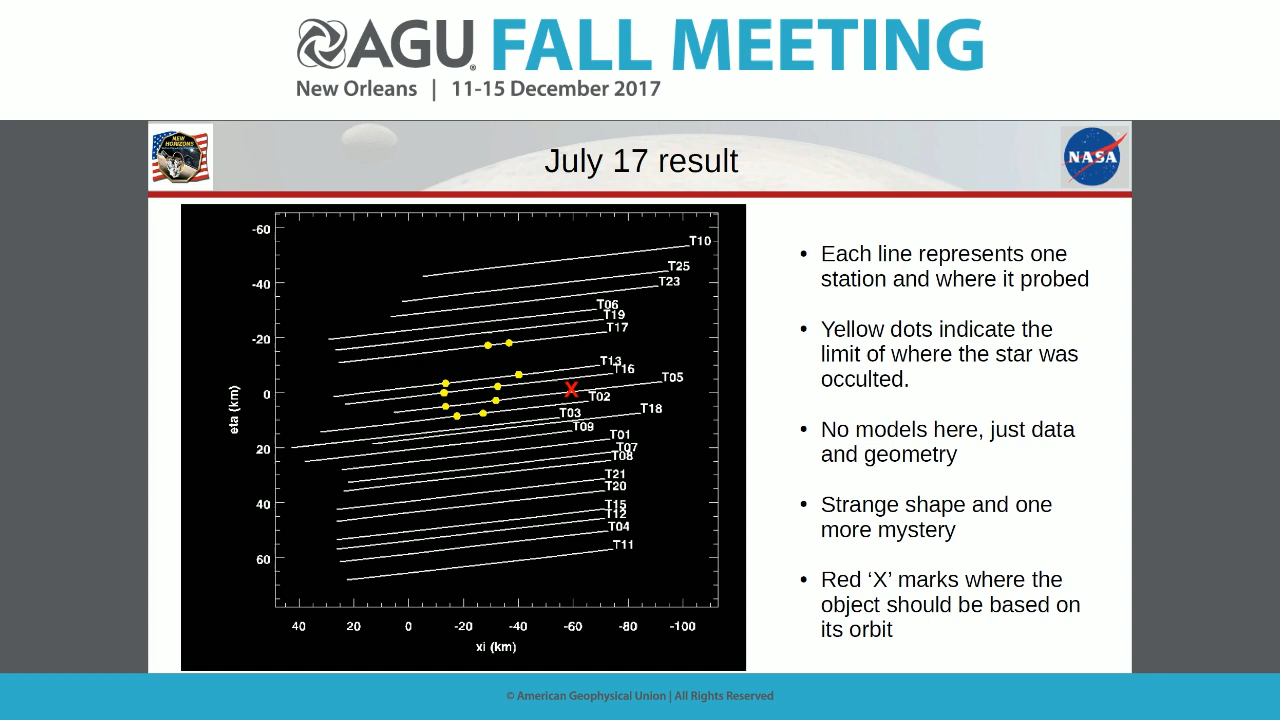 AGU FALL MEETING
New Orleans | 11-15 December 2017
NEW HORIZONS
July 17 result
NASA
-60
-40
-20
0
20
40
60
eta (km)
T10
T25
T23
T06
T19
T17
T13
T16
T05
T02
T03
T18
T09
T01
T07
T08
T21
T20
T15
T12
T04
T11
X
40 20 0 -20 -40 -60 -80 -100
xi (km)
• Each line represents one
station and where it probed
• Yellow dots indicate the
limit of where the star was
occulted.
• No models here, just data
and geometry
• Strange shape and one
more mystery
• Red ‘X’ marks where the
object should be based on
its orbit
© American Geophysical Union | All Rights Reserved